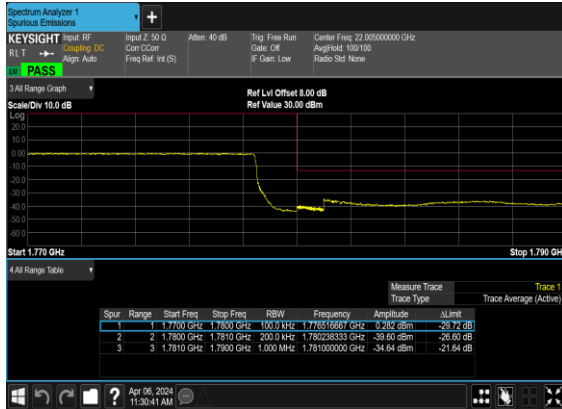 Spectrum Analyzer 1
Spurious Emissions
KEYSIGHT Input: RF Input Z: 50 Ω Atten: 40 dB Trig: Free Run Center Freq: 22.005000000 GHz
RLT Coupling: DC Corr CCorr Gate: Off Avg|Hold: 100/100
Align: Auto Freq Ref: Int (S) IF Gain: Low Radio Std: None
PASS
3 All Range Graph
Ref Lvl Offset 8.00 dB
Scale/Div 10.0 dB Ref Value 30.00 dBm
Log
20.0
10.0
0.00
-10.0
-20.0
-30.0
-40.0
-50.0
-60.0
Start 1.770 GHz Stop 1.790 GH
4 All Range Table
Measure Trace Trace 1
Trace Type Trace Average (Active)
Spur Range Start Freq Stop Freq RBW Frequency Amplitude ΔLimit
1 1 1.7700 GHz 1.7800 GHz 100.0 kHz 1.776516667 GHz 0.282 dBm -29.72 dB
2 2 1.7800 GHz 1.7810 GHz 200.0 kHz 1.780238333 GHz -39.60 dBm -26.60 dB
3 3 1.7810 GHz 1.7900 GHz 1.000 MHz 1.781000000 GHz -34.64 dBm -21.64 dB
? Apr 06, 2024
11:30:41 AM